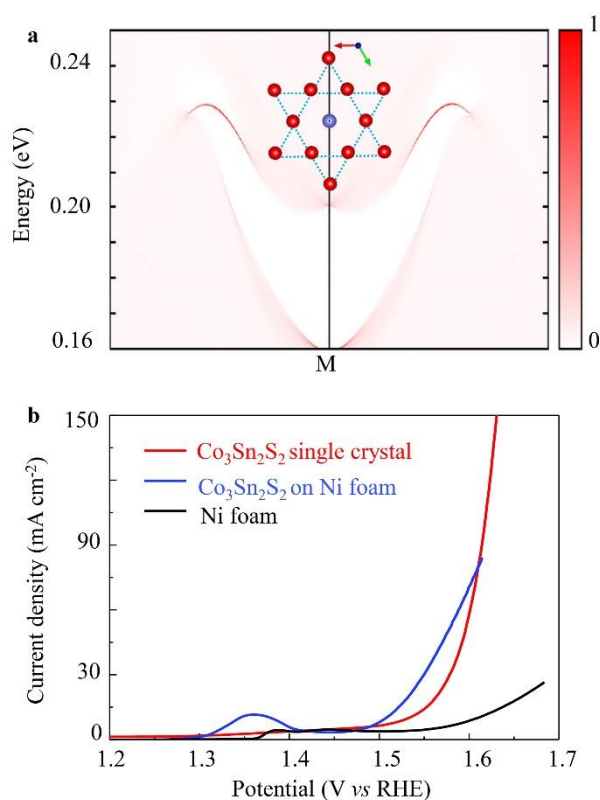 a
1
0.24
0.20
0.16
Energy (eV)
M
0
b
150
90
30
0
Current density (mA cm⁻²)
Co₃Sn₂S₂ single crystal
Co₃Sn₂S₂ on Ni foam
Ni foam
1.2 1.3 1.4 1.5 1.6 1.7
Potential (V vs RHE)